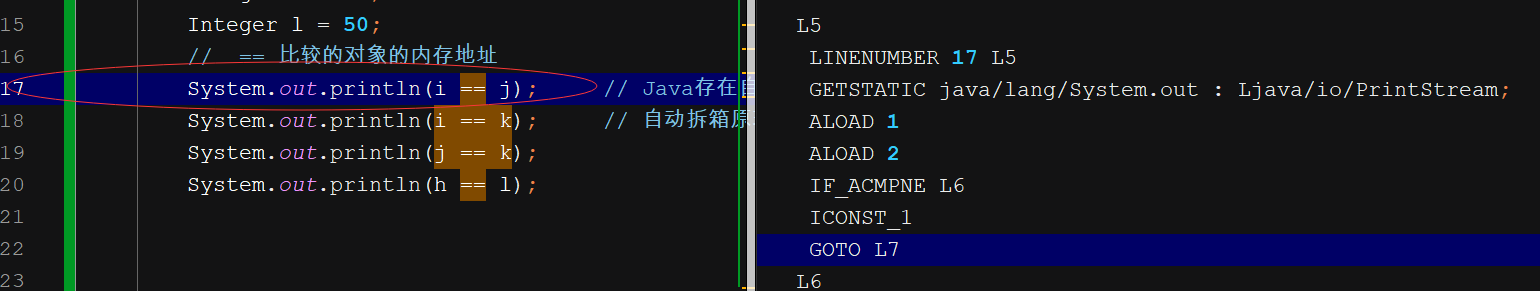 15 Integer l = 50;
16 // == 比较的对象的内存地址
17 System.out.println(i == j); // Java存在
18 System.out.println(i == k); // 自动拆箱原
19 System.out.println(j == k);
20 System.out.println(h == l);
21
22
23
L5
LINENUMBER 17 L5
GETSTATIC java/lang/System.out : Ljava/io/PrintStream;
ALOAD 1
ALOAD 2
IF_ACMPNE L6
ICONST_1
GOTO L7
L6